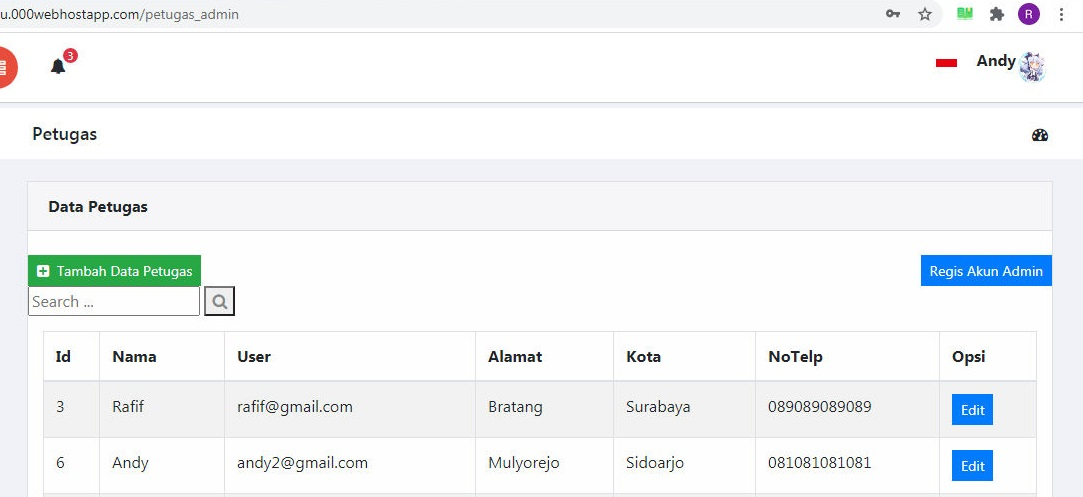 u.000webhostapp.com/petugas_admin
R
3
Andy
Petugas
Data Petugas
Tambah Data Petugas
Regis Akun Admin
Search ...
Id Nama User Alamat Kota NoTelp Opsi
3 Rafif rafif@gmail.com Bratang Surabaya 089089089089 Edit
6 Andy andy2@gmail.com Mulyorejo Sidoarjo 081081081081 Edit